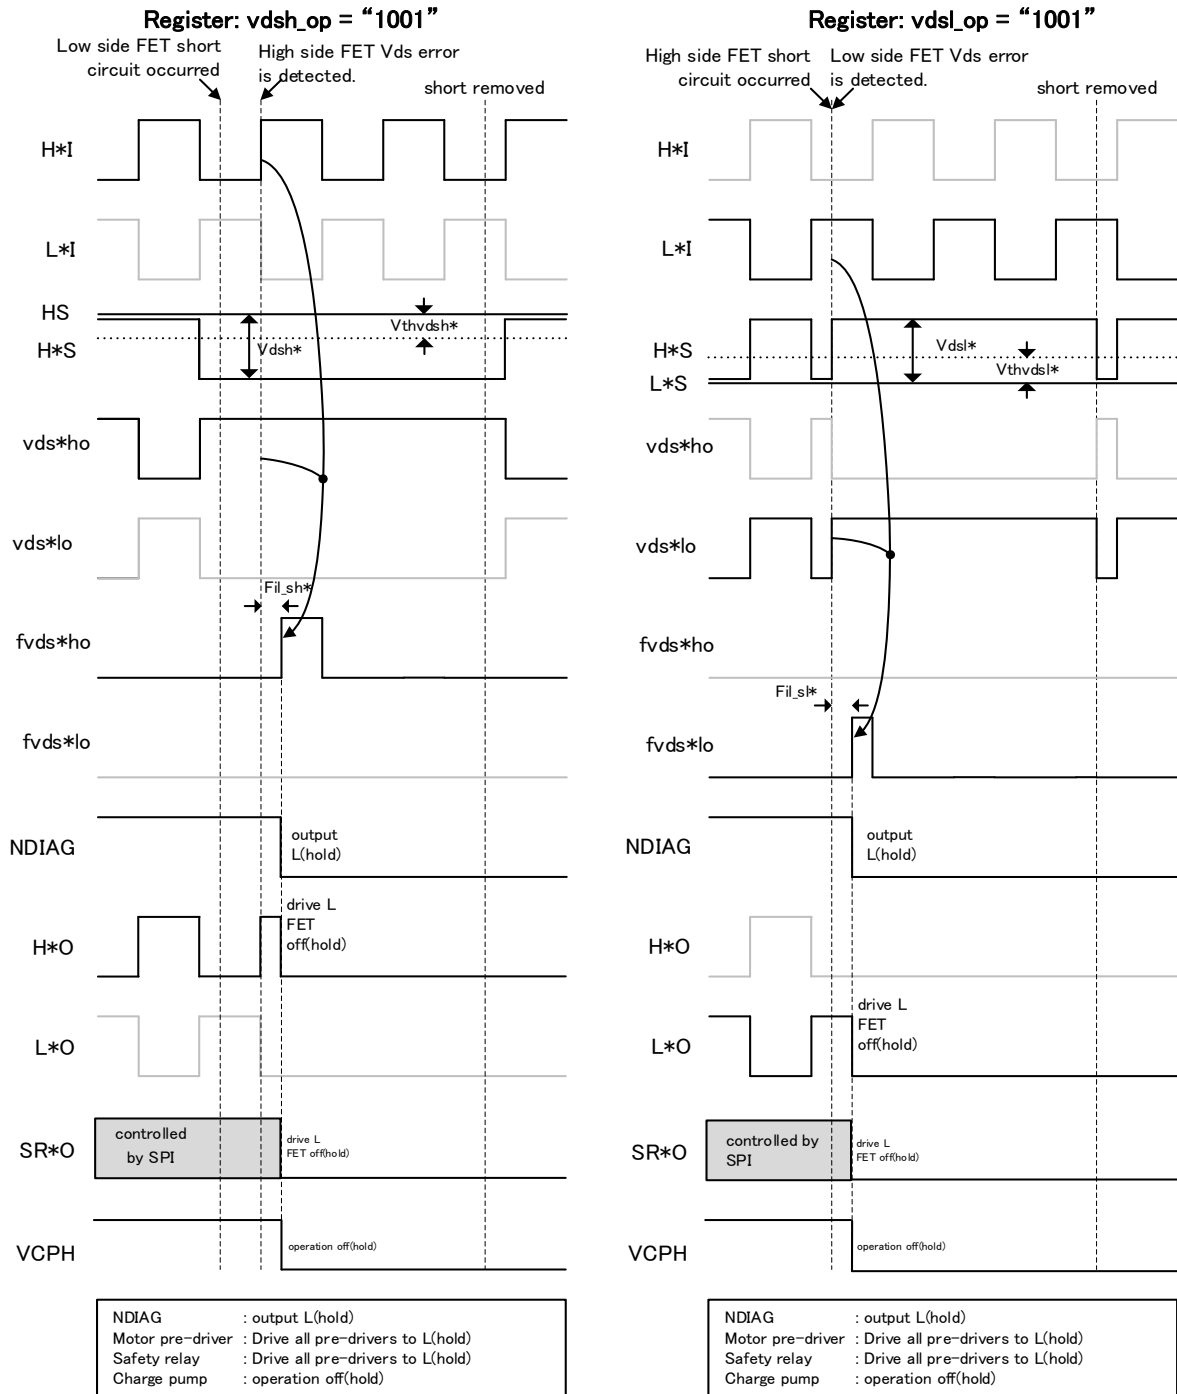 Register: vdsh_op = “1001”
Low side FET short
circuit occurred
High side FET Vds error
is detected.
short removed
H*I
L*I
HS
Vthvdsh*
H*S
Vdsh*
vds*ho
vds*lo
Fil_sh*
fvds*ho
fvds*lo
NDIAG
output
L(hold)
drive L
FET
off(hold)
H*O
L*O
SR*O
controlled
by SPI
drive L
FET off(hold)
VCPH
operation off(hold)
NDIAG : output L(hold)
Motor pre-driver : Drive all pre-drivers to L(hold)
Safety relay : Drive all pre-drivers to L(hold)
Charge pump : operation off(hold)
Register: vdsl_op = “1001”
High side FET short
circuit occurred
Low side FET Vds error
is detected.
short removed
H*I
L*I
H*S
Vdsl*
Vthvdsl*
L*S
vds*ho
vds*lo
fvds*ho
Fil_sl*
fvds*lo
NDIAG
output
L(hold)
H*O
drive L
FET
off(hold)
L*O
SR*O
controlled by
SPI
drive L
FET off(hold)
VCPH
operation off(hold)
NDIAG : output L(hold)
Motor pre-driver : Drive all pre-drivers to L(hold)
Safety relay : Drive all pre-drivers to L(hold)
Charge pump : operation off(hold)